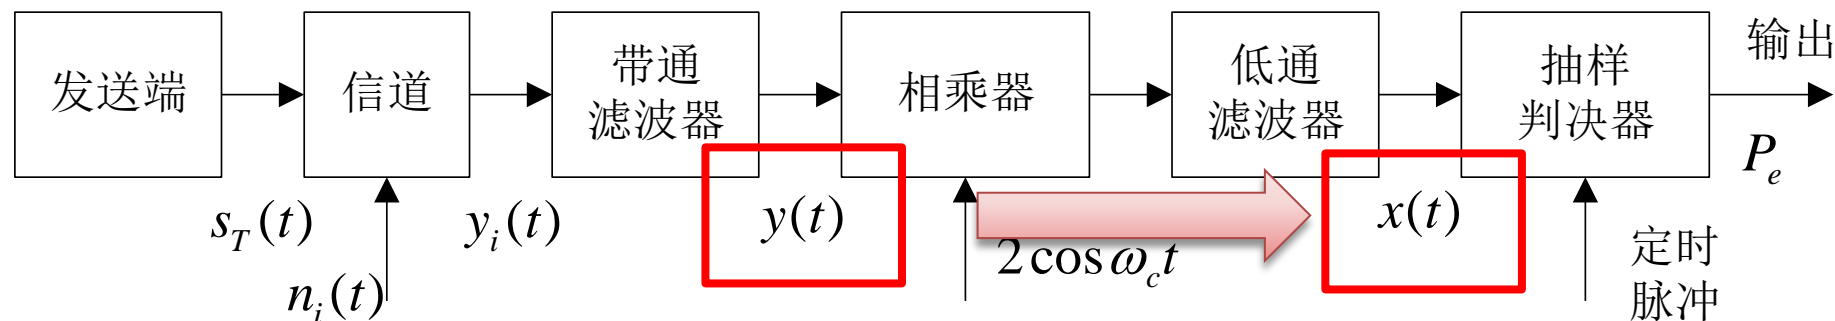 发送端
信道
带通
滤波器
相乘器
低通
滤波器
抽样
判决器
输出
s_T(t)
n_i(t)
y_i(t)
y(t)
2cosω_c t
x(t)
定时
脉冲
P_e